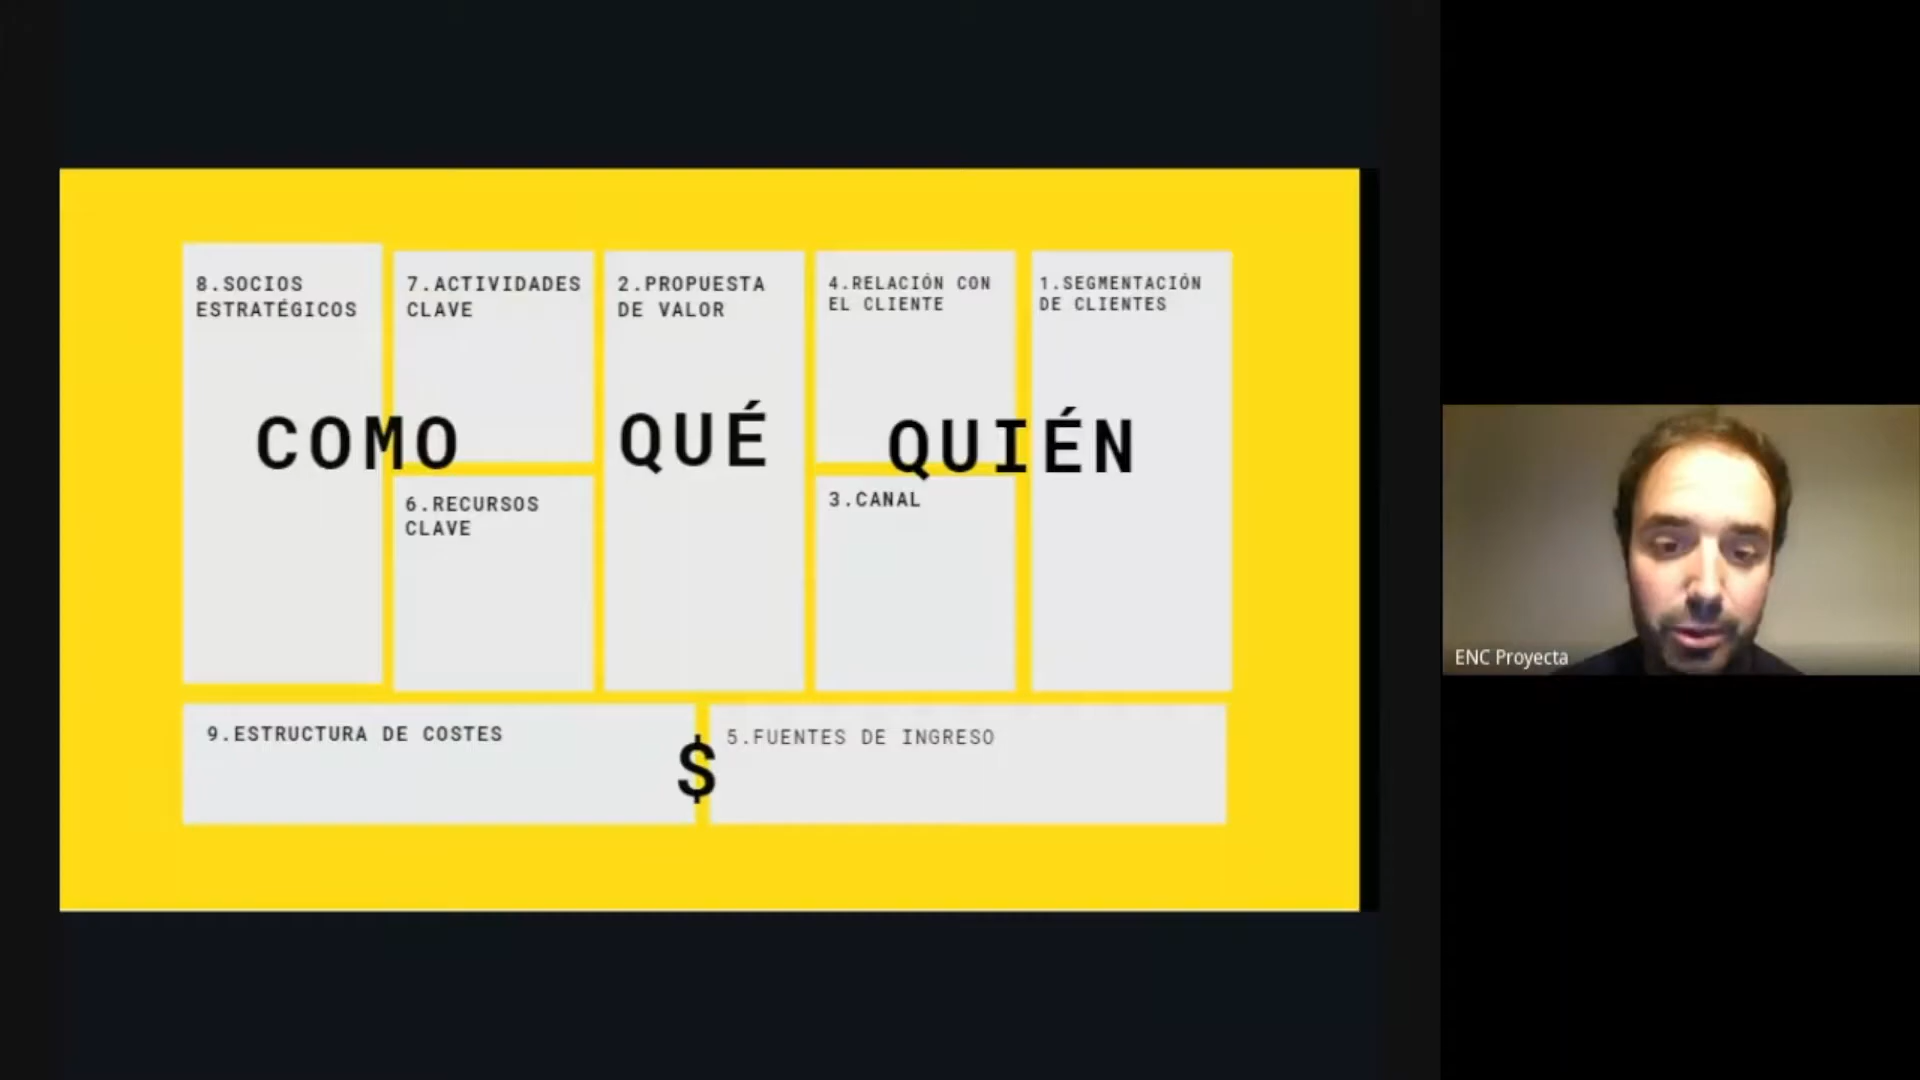 8.SOCIOS
ESTRATÉGICOS
7.ACTIVIDADES
CLAVE
2.PROPUESTA
DE VALOR
4.RELACIÓN CON
EL CLIENTE
1.SEGMENTACIÓN
DE CLIENTES
COMO
QUÉ
QUIÉN
6.RECURSOS
CLAVE
3.CANAL
9.ESTRUCTURA DE COSTES
$
5.FUENTES DE INGRESO
ENC Proyecta